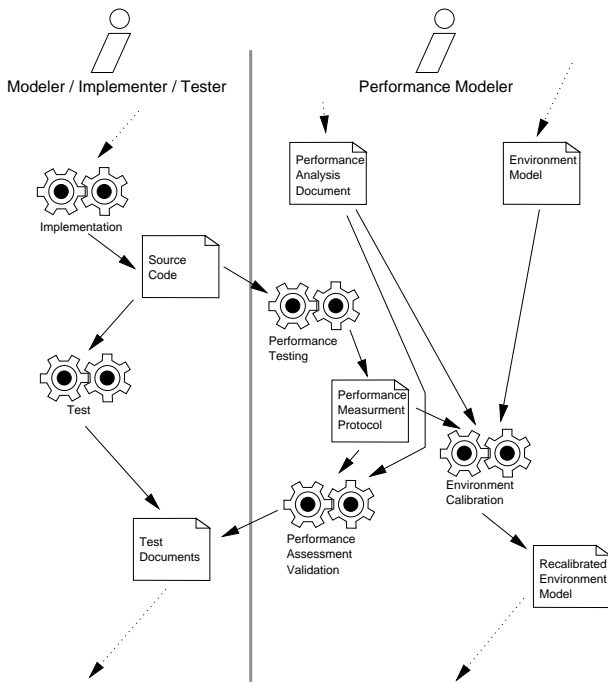 Modeler / Implementer / Tester
Performance Modeler
Performance
Analysis
Document
Environment
Model
Implementation
Source
Code
Performance
Testing
Test
Performance
Measurment
Protocol
Environment
Calibration
Test
Documents
Performance
Assessment
Validation
Recalibrated
Environment
Model